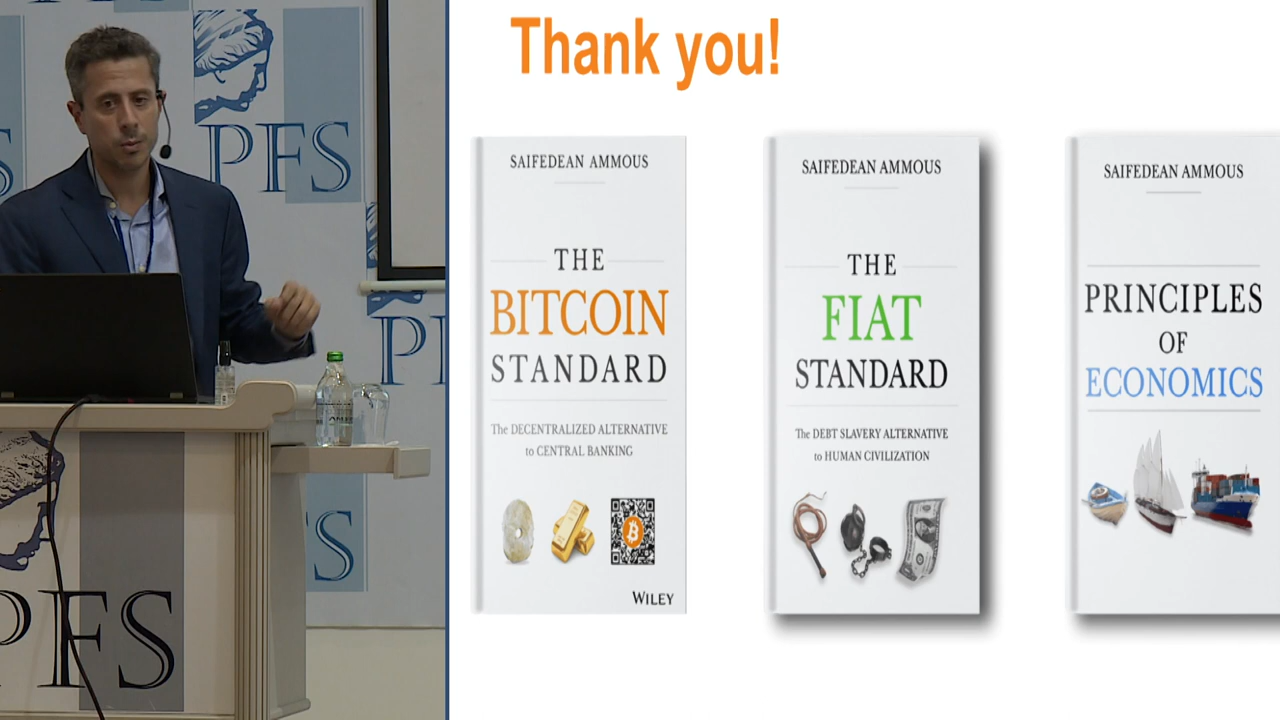 PFS
PFS
PFS
Thank you!
SAIFEDEAN AMMOUS
THE
BITCOIN
STANDARD
The DECENTRALIZED ALTERNATIVE
to CENTRAL BANKING
WILEY
SAIFEDEAN AMMOUS
THE
FIAT
STANDARD
The DEBT SLAVERY ALTERNATIVE
to HUMAN CIVILIZATION
SAIFEDEAN AMMOUS
PRINCIPLES
OF
ECONOMICS